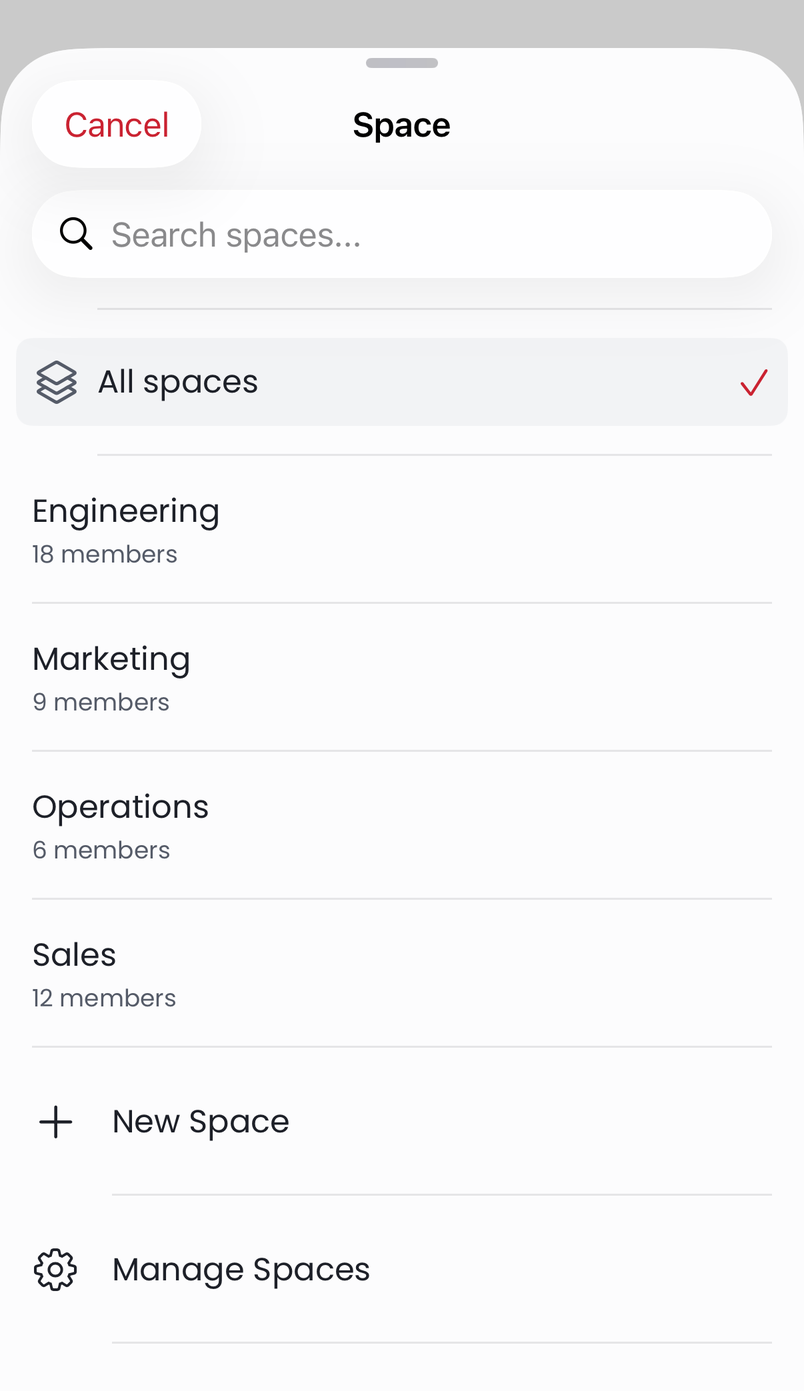 Cancel
Space
Search spaces...
All spaces
Engineering
18 members
Marketing
9 members
Operations
6 members
Sales
12 members
New Space
Manage Spaces